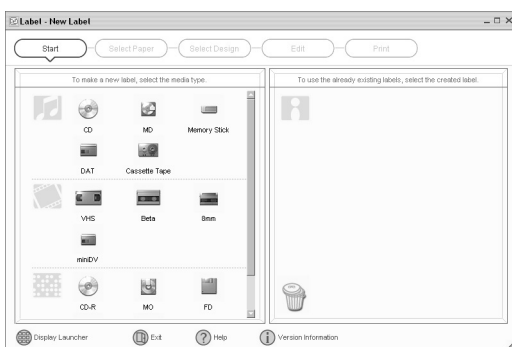 Label - New Label
Start
Select Paper
Select Design
Edit
Print
To make a new label, select the media type.
CD
MD
Memory Stick
DAT
Cassette Tape
VHS
Beta
8mm
miniDV
CD-R
MO
FD
To use the already existing labels, select the created label.
Display Launcher
Exit
Help
Version Information